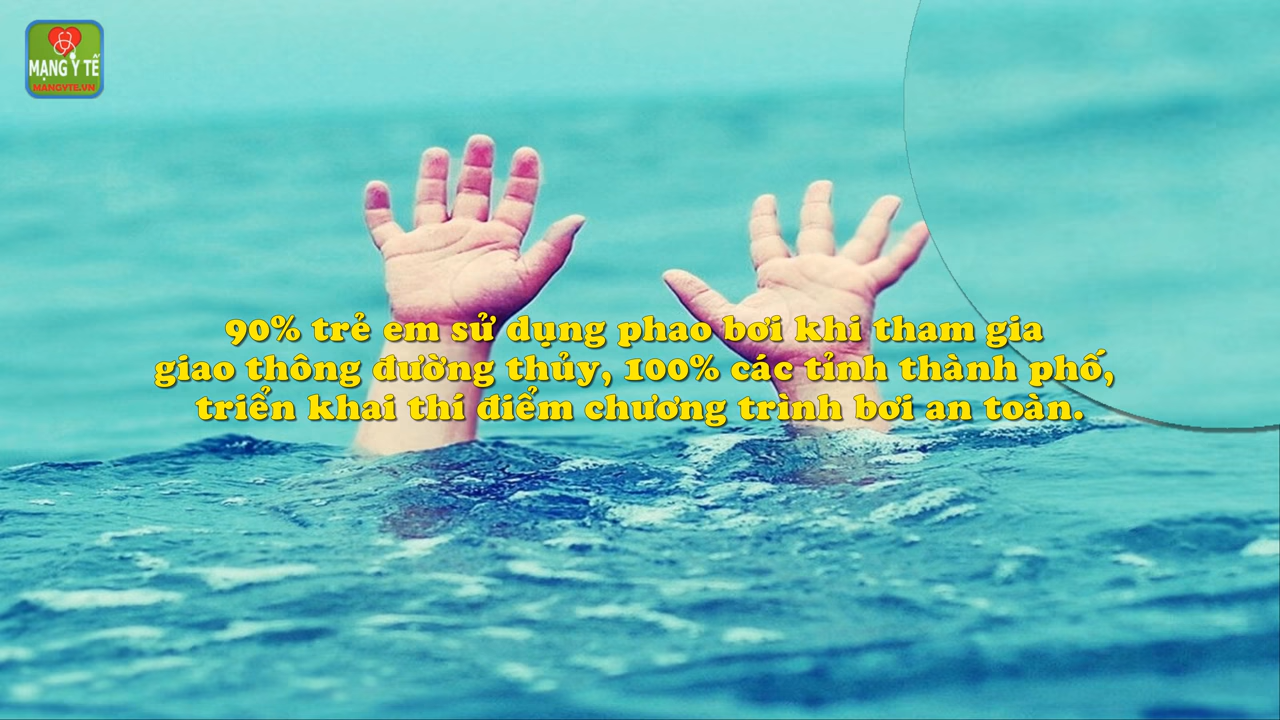 MẠNG Y TẾ
MANGYTE.VN
90% trẻ em sử dụng phao bơi khi tham gia
giao thông đường thủy, 100% các tỉnh thành phố,
triển khai thí điểm chương trình bơi an toàn.